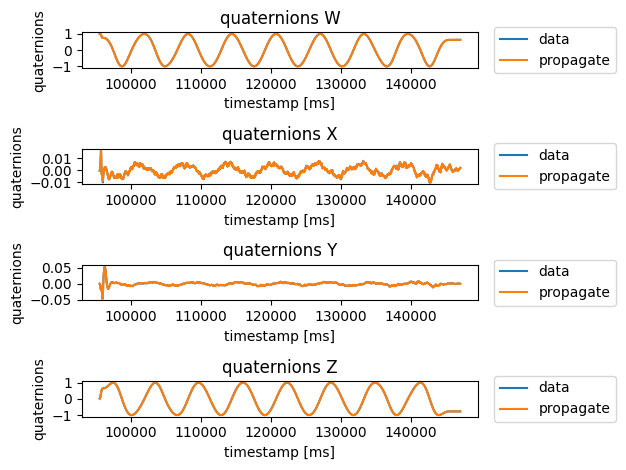 quaternions W
quaternions
1
0
−1
100000 110000 120000 130000 140000
timestamp [ms]
data
propagate
quaternions X
quaternions
0.01
0.00
−0.01
100000 110000 120000 130000 140000
timestamp [ms]
data
propagate
quaternions Y
quaternions
0.05
0.00
−0.05
100000 110000 120000 130000 140000
timestamp [ms]
data
propagate
quaternions Z
quaternions
1
0
−1
100000 110000 120000 130000 140000
timestamp [ms]
data
propagate